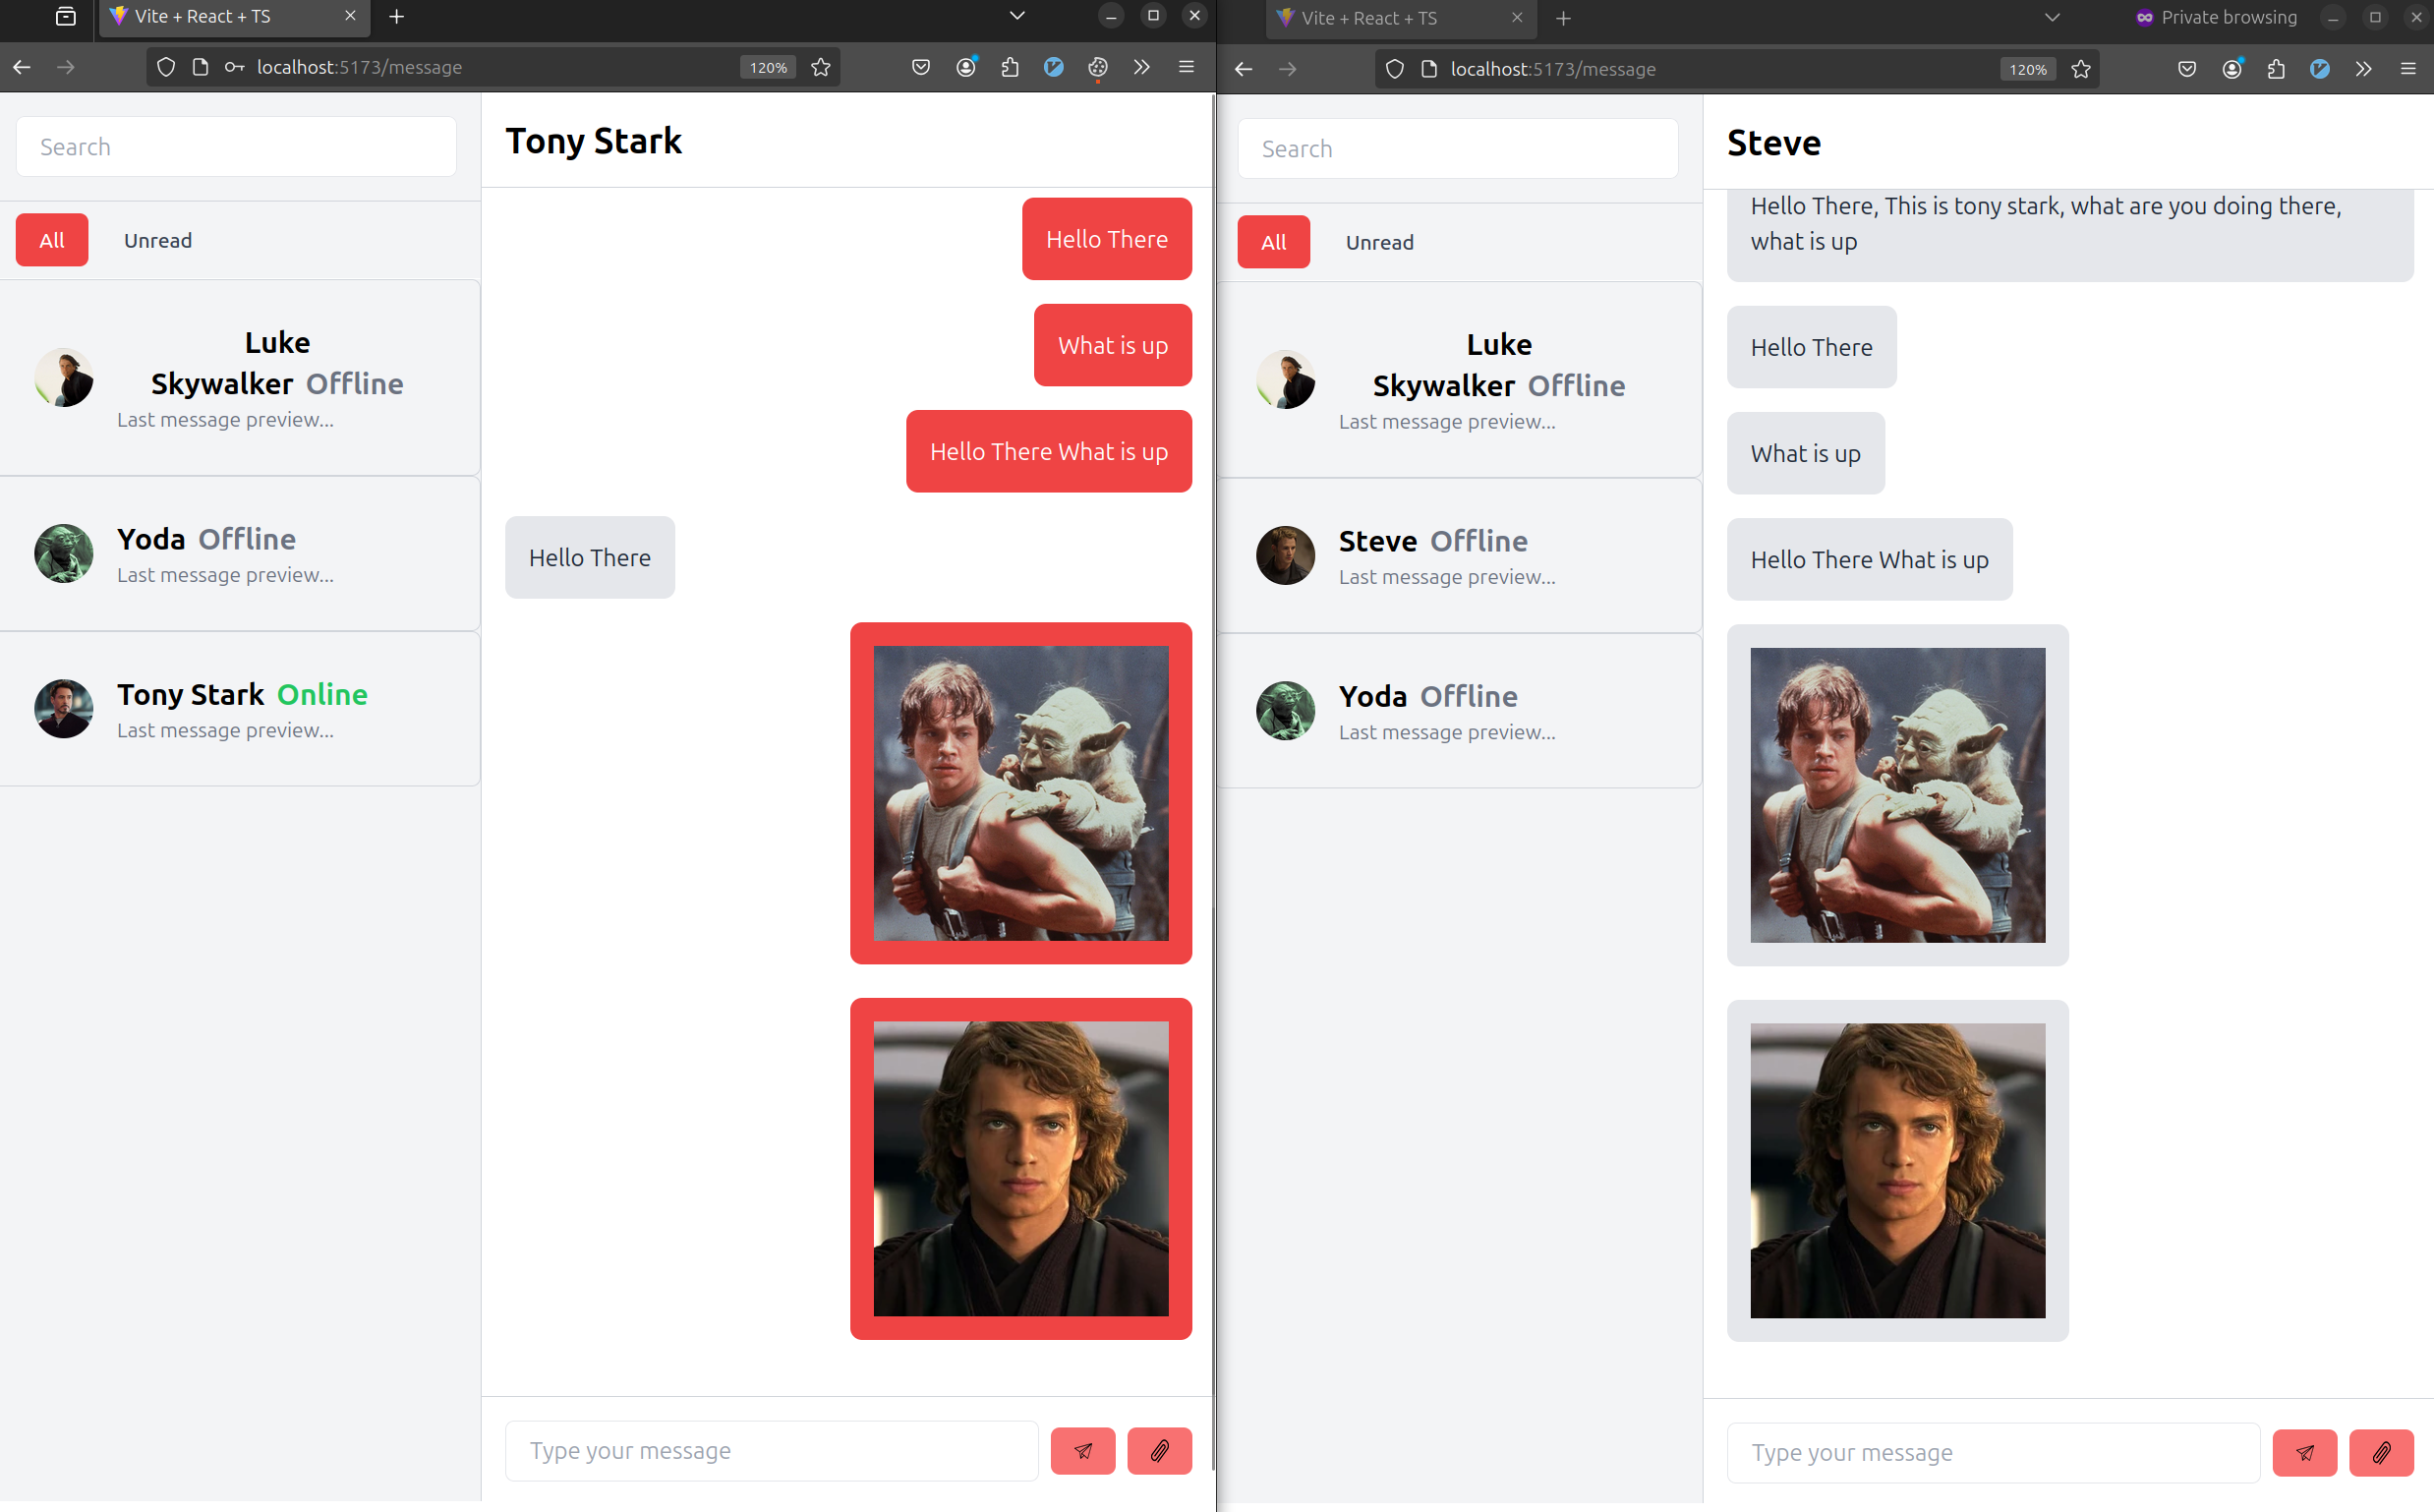 Vite + React + TS
localhost:5173/message
120%
Search
All
Unread
Luke
Skywalker Offline
Last message preview...
Yoda Offline
Last message preview...
Tony Stark Online
Last message preview...
Tony Stark
Hello There
What is up
Hello There What is up
Hello There
Type your message
Vite + React + TS
Private browsing
localhost:5173/message
120%
Search
All
Unread
Luke
Skywalker Offline
Last message preview...
Steve Offline
Last message preview...
Yoda Offline
Last message preview...
Steve
Hello There, This is tony stark, what are you doing there,
what is up
Hello There
What is up
Hello There What is up
Type your message